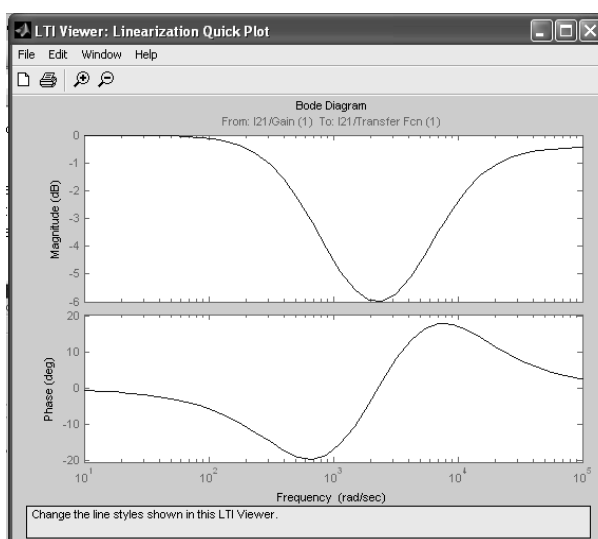 LTI Viewer: Linearization Quick Plot
File Edit Window Help
Bode Diagram
From: I21/Gain (1) To: I21/Transfer Fcn (1)
Magnitude (dB)
0
-1
-2
-3
-4
-5
-6
Phase (deg)
20
10
0
-10
-20
10^1 10^2 10^3 10^4 10^5
Frequency (rad/sec)
Change the line styles shown in this LTI Viewer.